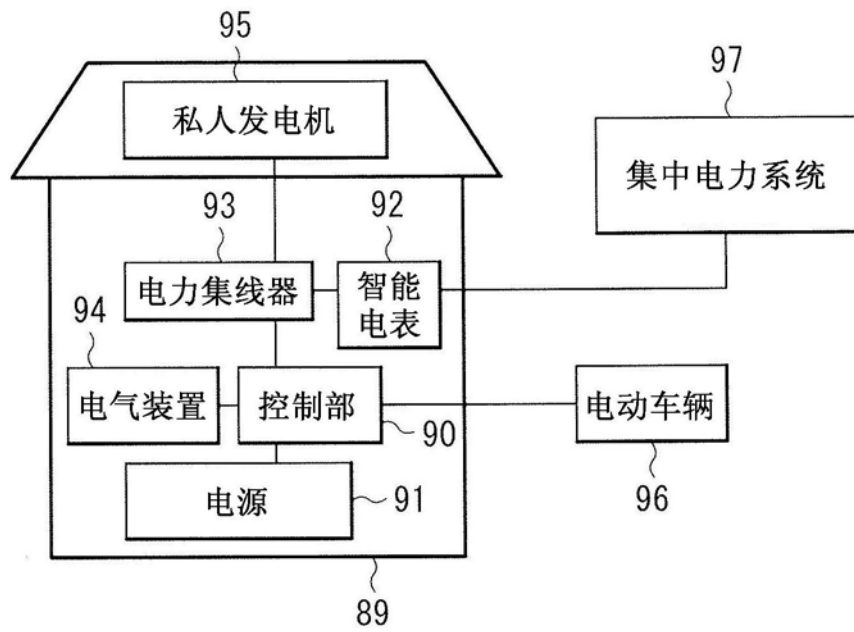 95
私人发电机
97
集中电力系统
93
92
电力集线器
智能
电表
94
电气装置
控制部
90
电动车辆
96
电源
91
89